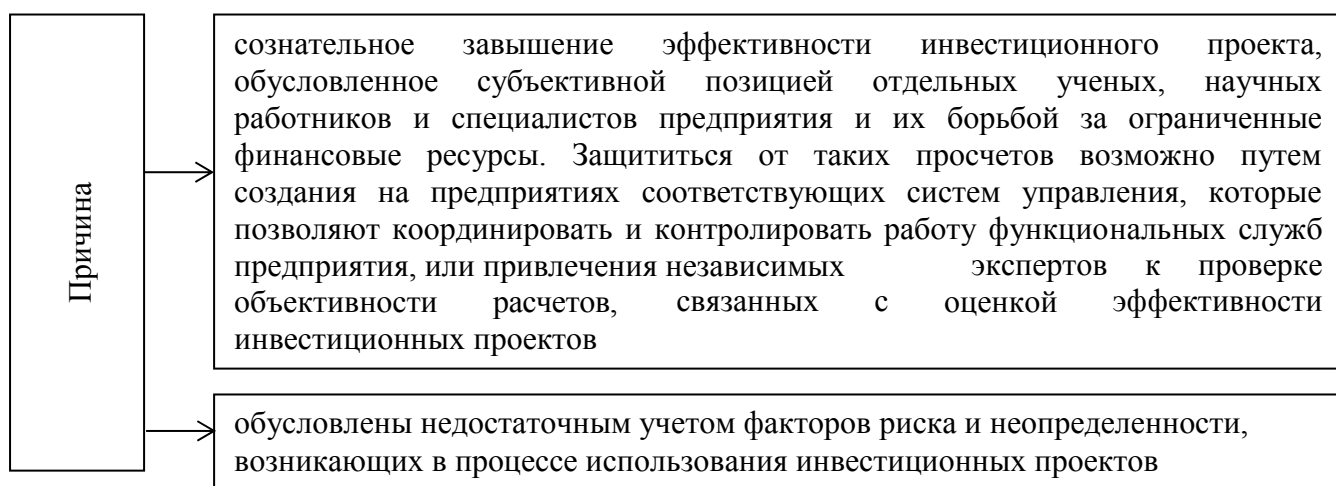 Причина
сознательное завышение эффективности инвестиционного проекта,
обусловленное субъективной позицией отдельных ученых, научных
работников и специалистов предприятия и их борьбой за ограниченные
финансовые ресурсы. Защититься от таких просчетов возможно путем
создания на предприятиях соответствующих систем управления, которые
позволяют координировать и контролировать работу функциональных служб
предприятия, или привлечения независимых экспертов к проверке
объективности расчетов, связанных с оценкой эффективности
инвестиционных проектов
обусловлены недостаточным учетом факторов риска и неопределенности,
возникающих в процессе использования инвестиционных проектов